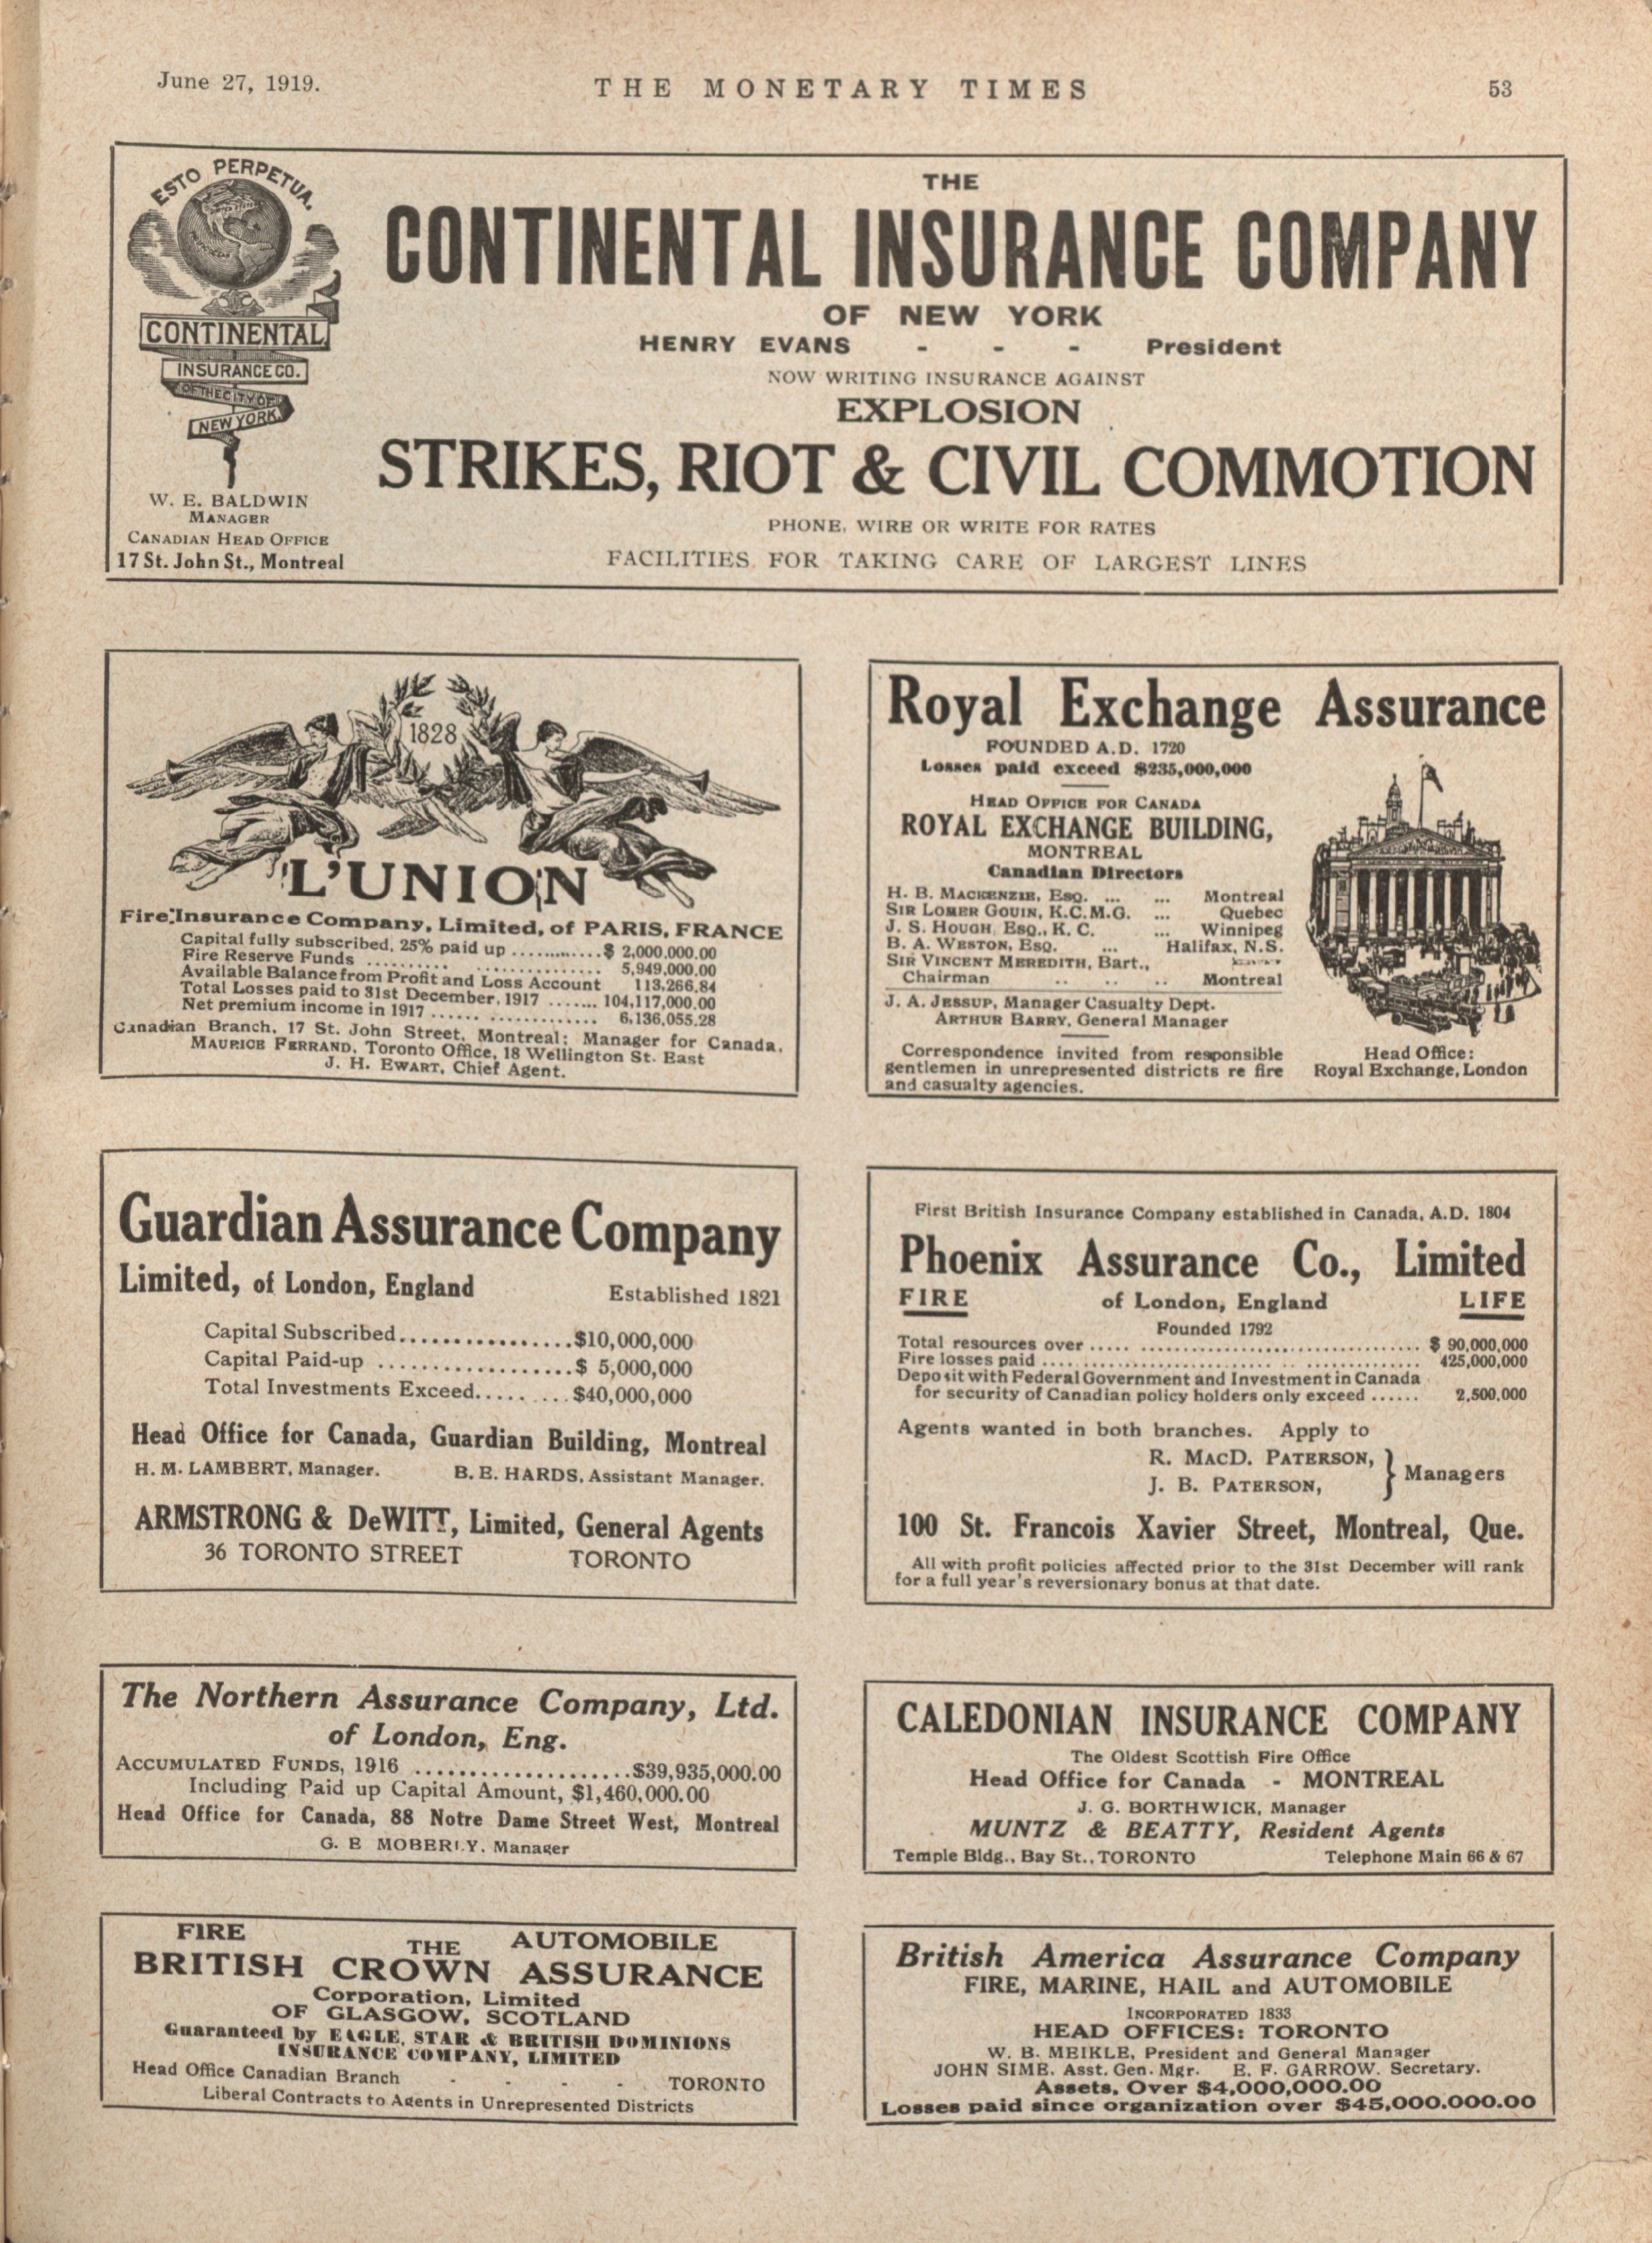 June 27, 1919.
THE MONETARY TIMES
53
ESTO PERPETUA.
CONTINENTAL
INSURANCE CO.
OF THE CITY OF
NEW YORK
W. E. BALDWIN
MANAGER
CANADIAN HEAD OFFICE
17 St. John St., Montreal
THE
CONTINENTAL INSURANCE COMPANY
OF NEW YORK
HENRY EVANS - - - President
NOW WRITING INSURANCE AGAINST
EXPLOSION
STRIKES, RIOT & CIVIL COMMOTION
PHONE, WIRE OR WRITE FOR RATES
FACILITIES FOR TAKING CARE OF LARGEST LINES
1828
L'UNION
Fire Insurance Company, Limited, of PARIS, FRANCE
Capital fully subscribed, 25% paid up ............ $ 2,000.000.00
Fire Reserve Funds .......... ............... 5,949,000.00
Available Balance from Profit and Loss Account 113,266,84
Total Losses paid to 31st December, 1917 ....... 104,117,000.00
Net premium income in 1917 ...... ............. 6,136,055.28
Canadian Branch, 17 St. John Street, Montreal; Manager for Canada,
MAURICE FERRAND, Toronto Office, 18 Wellington St. East
J. H. EWART, Chief Agent.
Royal Exchange Assurance
FOUNDED A.D. 1720
Losses paid exceed $235,000,000
HEAD OFFICE FOR CANADA
ROYAL EXCHANGE BUILDING,
MONTREAL
Canadian Directors
H. B. MACKENZIE, ESQ. ... ... Montreal
SIR LOMER GOUIN, K.C.M.G. ... Quebec
J. S. HOUGH, ESQ., K. C. ... Winnipeg
B. A. WESTON, ESQ. ... Halifax, N.S.
SIR VINCENT MEREDITH, Bart.,
Chairman .. .. .. Montreal
J. A. JESSUP, Manager Casualty Dept.
ARTHUR BARRY, General Manager
Correspondence invited from responsible
gentlemen in unrepresented districts re fire
and casualty agencies.
Head Office:
Royal Exchange, London
Guardian Assurance Company
Limited, of London, England Established 1821
Capital Subscribed................$10,000,000
Capital Paid-up ..................$ 5,000,000
Total Investments Exceed.........$40,000,000
Head Office for Canada, Guardian Building, Montreal
H. M. LAMBERT, Manager. B. E. HARDS, Assistant Manager.
ARMSTRONG & DeWITT, Limited, General Agents
36 TORONTO STREET TORONTO
First British Insurance Company established in Canada, A.D. 1804
Phoenix Assurance Co., Limited
FIRE of London, England LIFE
Founded 1792
Total resources over ..... ................................... $ 90,000,000
Fire losses paid ............................................. 425,000,000
Deposit with Federal Government and Investment in Canada
for security of Canadian policy holders only exceed ...... 2,500,000
Agents wanted in both branches. Apply to
R. MACD. PATERSON,
J. B. PATERSON,
} Managers
100 St. Francois Xavier Street, Montreal, Que.
All with profit policies affected prior to the 31st December will rank
for a full year's reversionary bonus at that date.
The Northern Assurance Company, Ltd.
of London, Eng.
ACCUMULATED FUNDS, 1916 ....................$39,935,000.00
Including Paid up Capital Amount, $1,460,000.00
Head Office for Canada, 88 Notre Dame Street West, Montreal
G. E MOBERLY, Manager
CALEDONIAN INSURANCE COMPANY
The Oldest Scottish Fire Office
Head Office for Canada - MONTREAL
J. G. BORTHWICK, Manager
MUNTZ & BEATTY, Resident Agents
Temple Bldg., Bay St., TORONTO Telephone Main 66 & 67
FIRE THE AUTOMOBILE
BRITISH CROWN ASSURANCE
Corporation, Limited
OF GLASGOW, SCOTLAND
Guaranteed by EAGLE, STAR & BRITISH DOMINIONS
INSURANCE COMPANY, LIMITED
Head Office Canadian Branch - - - - TORONTO
Liberal Contracts to Agents in Unrepresented Districts
British America Assurance Company
FIRE, MARINE, HAIL and AUTOMOBILE
INCORPORATED 1833
HEAD OFFICES: TORONTO
W. B. MEIKLE, President and General Manager
JOHN SIME, Asst. Gen. Mgr. E. F. GARROW, Secretary.
Assets, Over $4,000,000.00
Losses paid since organization over $45,000,000.00